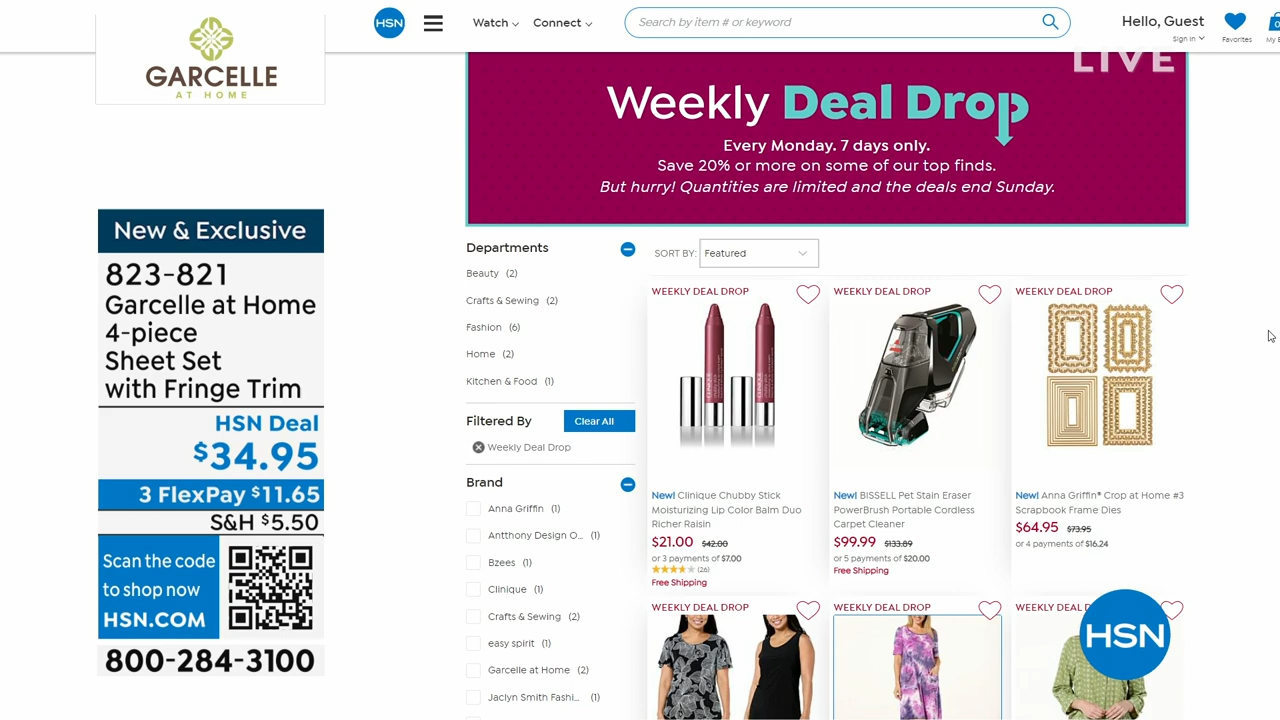 GARCELLE
AT HOME
HSN
Watch
Connect
Search by item # or keyword
Hello, Guest
Sign In
Favorites
0
My
LIVE
Weekly Deal Drop
Every Monday. 7 days only.
Save 20% or more on some of our top finds.
But hurry! Quantities are limited and the deals end Sunday.
New & Exclusive
823-821
Garcelle at Home
4-piece
Sheet Set
with Fringe Trim
HSN Deal
$34.95
3 FlexPay $11.65
S&H $5.50
Scan the code
to shop now
HSN.COM
800-284-3100
Departments
Beauty (2)
Crafts & Sewing (2)
Fashion (6)
Home (2)
Kitchen & Food (1)
Filtered By
Clear All
Weekly Deal Drop
Brand
Anna Griffin (1)
Antthony Design O... (1)
Bzees (1)
Clinique (1)
Crafts & Sewing (2)
easy spirit (1)
Garcelle at Home (2)
Jaclyn Smith Fashi... (1)
SORT BY: Featured
WEEKLY DEAL DROP
New! Clinique Chubby Stick
Moisturizing Lip Color Balm Duo
Richer Raisin
$21.00 $42.00
or 3 payments of $7.00
(26)
Free Shipping
WEEKLY DEAL DROP
New! BISSELL Pet Stain Eraser
PowerBrush Portable Cordless
Carpet Cleaner
$99.99 $133.89
or 5 payments of $20.00
Free Shipping
WEEKLY DEAL DROP
New! Anna Griffin® Crop at Home #3
Scrapbook Frame Dies
$64.95 $73.95
or 4 payments of $16.24
WEEKLY DEAL DROP
WEEKLY DEAL DROP
WEEKLY DEAL
HSN